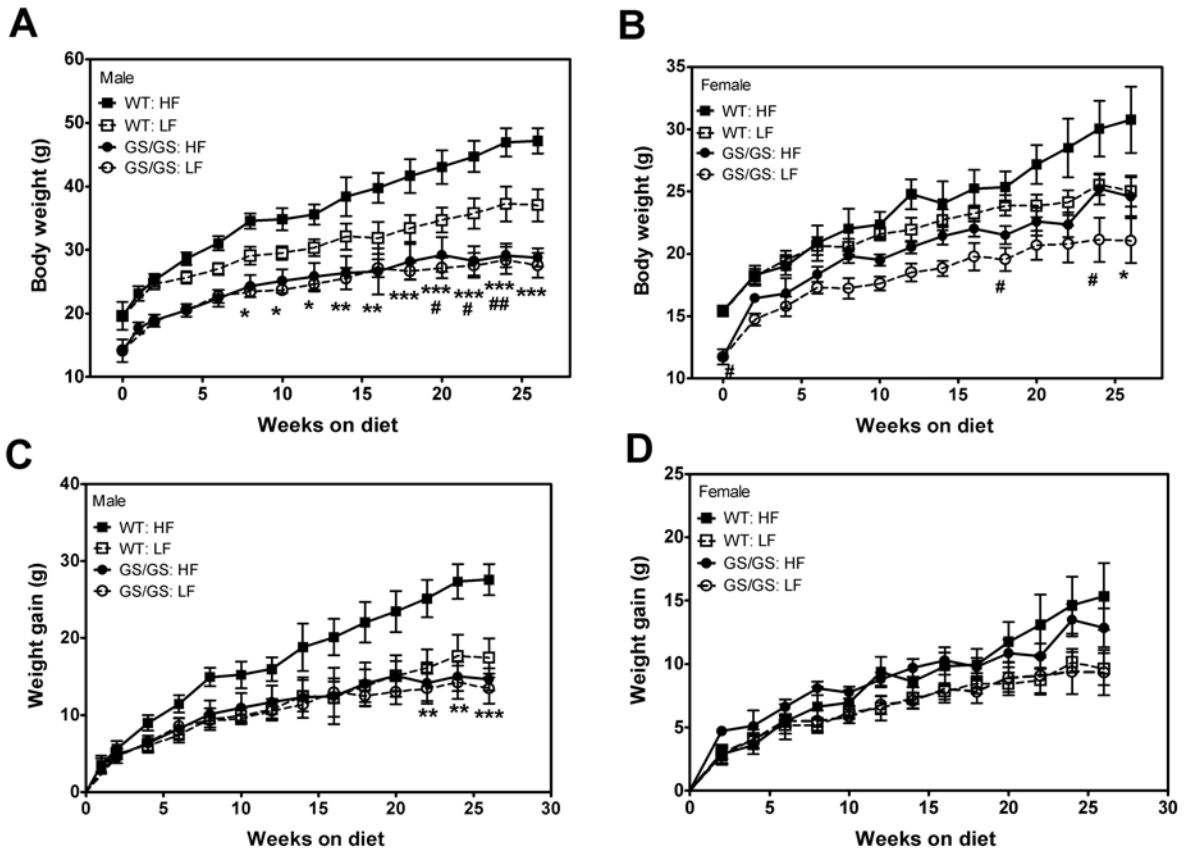 A
Male
WT: HF
WT: LF
GS/GS: HF
GS/GS: LF
Body weight (g)
60
50
40
30
20
10
* * * ** ** *** *** *** *** ***
# # ##
0 5 10 15 20 25
Weeks on diet
B
Female
WT: HF
WT: LF
GS/GS: HF
GS/GS: LF
Body weight (g)
35
30
25
20
15
10
# # # *
0 5 10 15 20 25
Weeks on diet
C
Male
WT: HF
WT: LF
GS/GS: HF
GS/GS: LF
Weight gain (g)
40
30
20
10
0
** ** ***
0 5 10 15 20 25 30
Weeks on diet
D
Female
WT: HF
WT: LF
GS/GS: HF
GS/GS: LF
Weight gain (g)
25
20
15
10
5
0
0 5 10 15 20 25 30
Weeks on diet